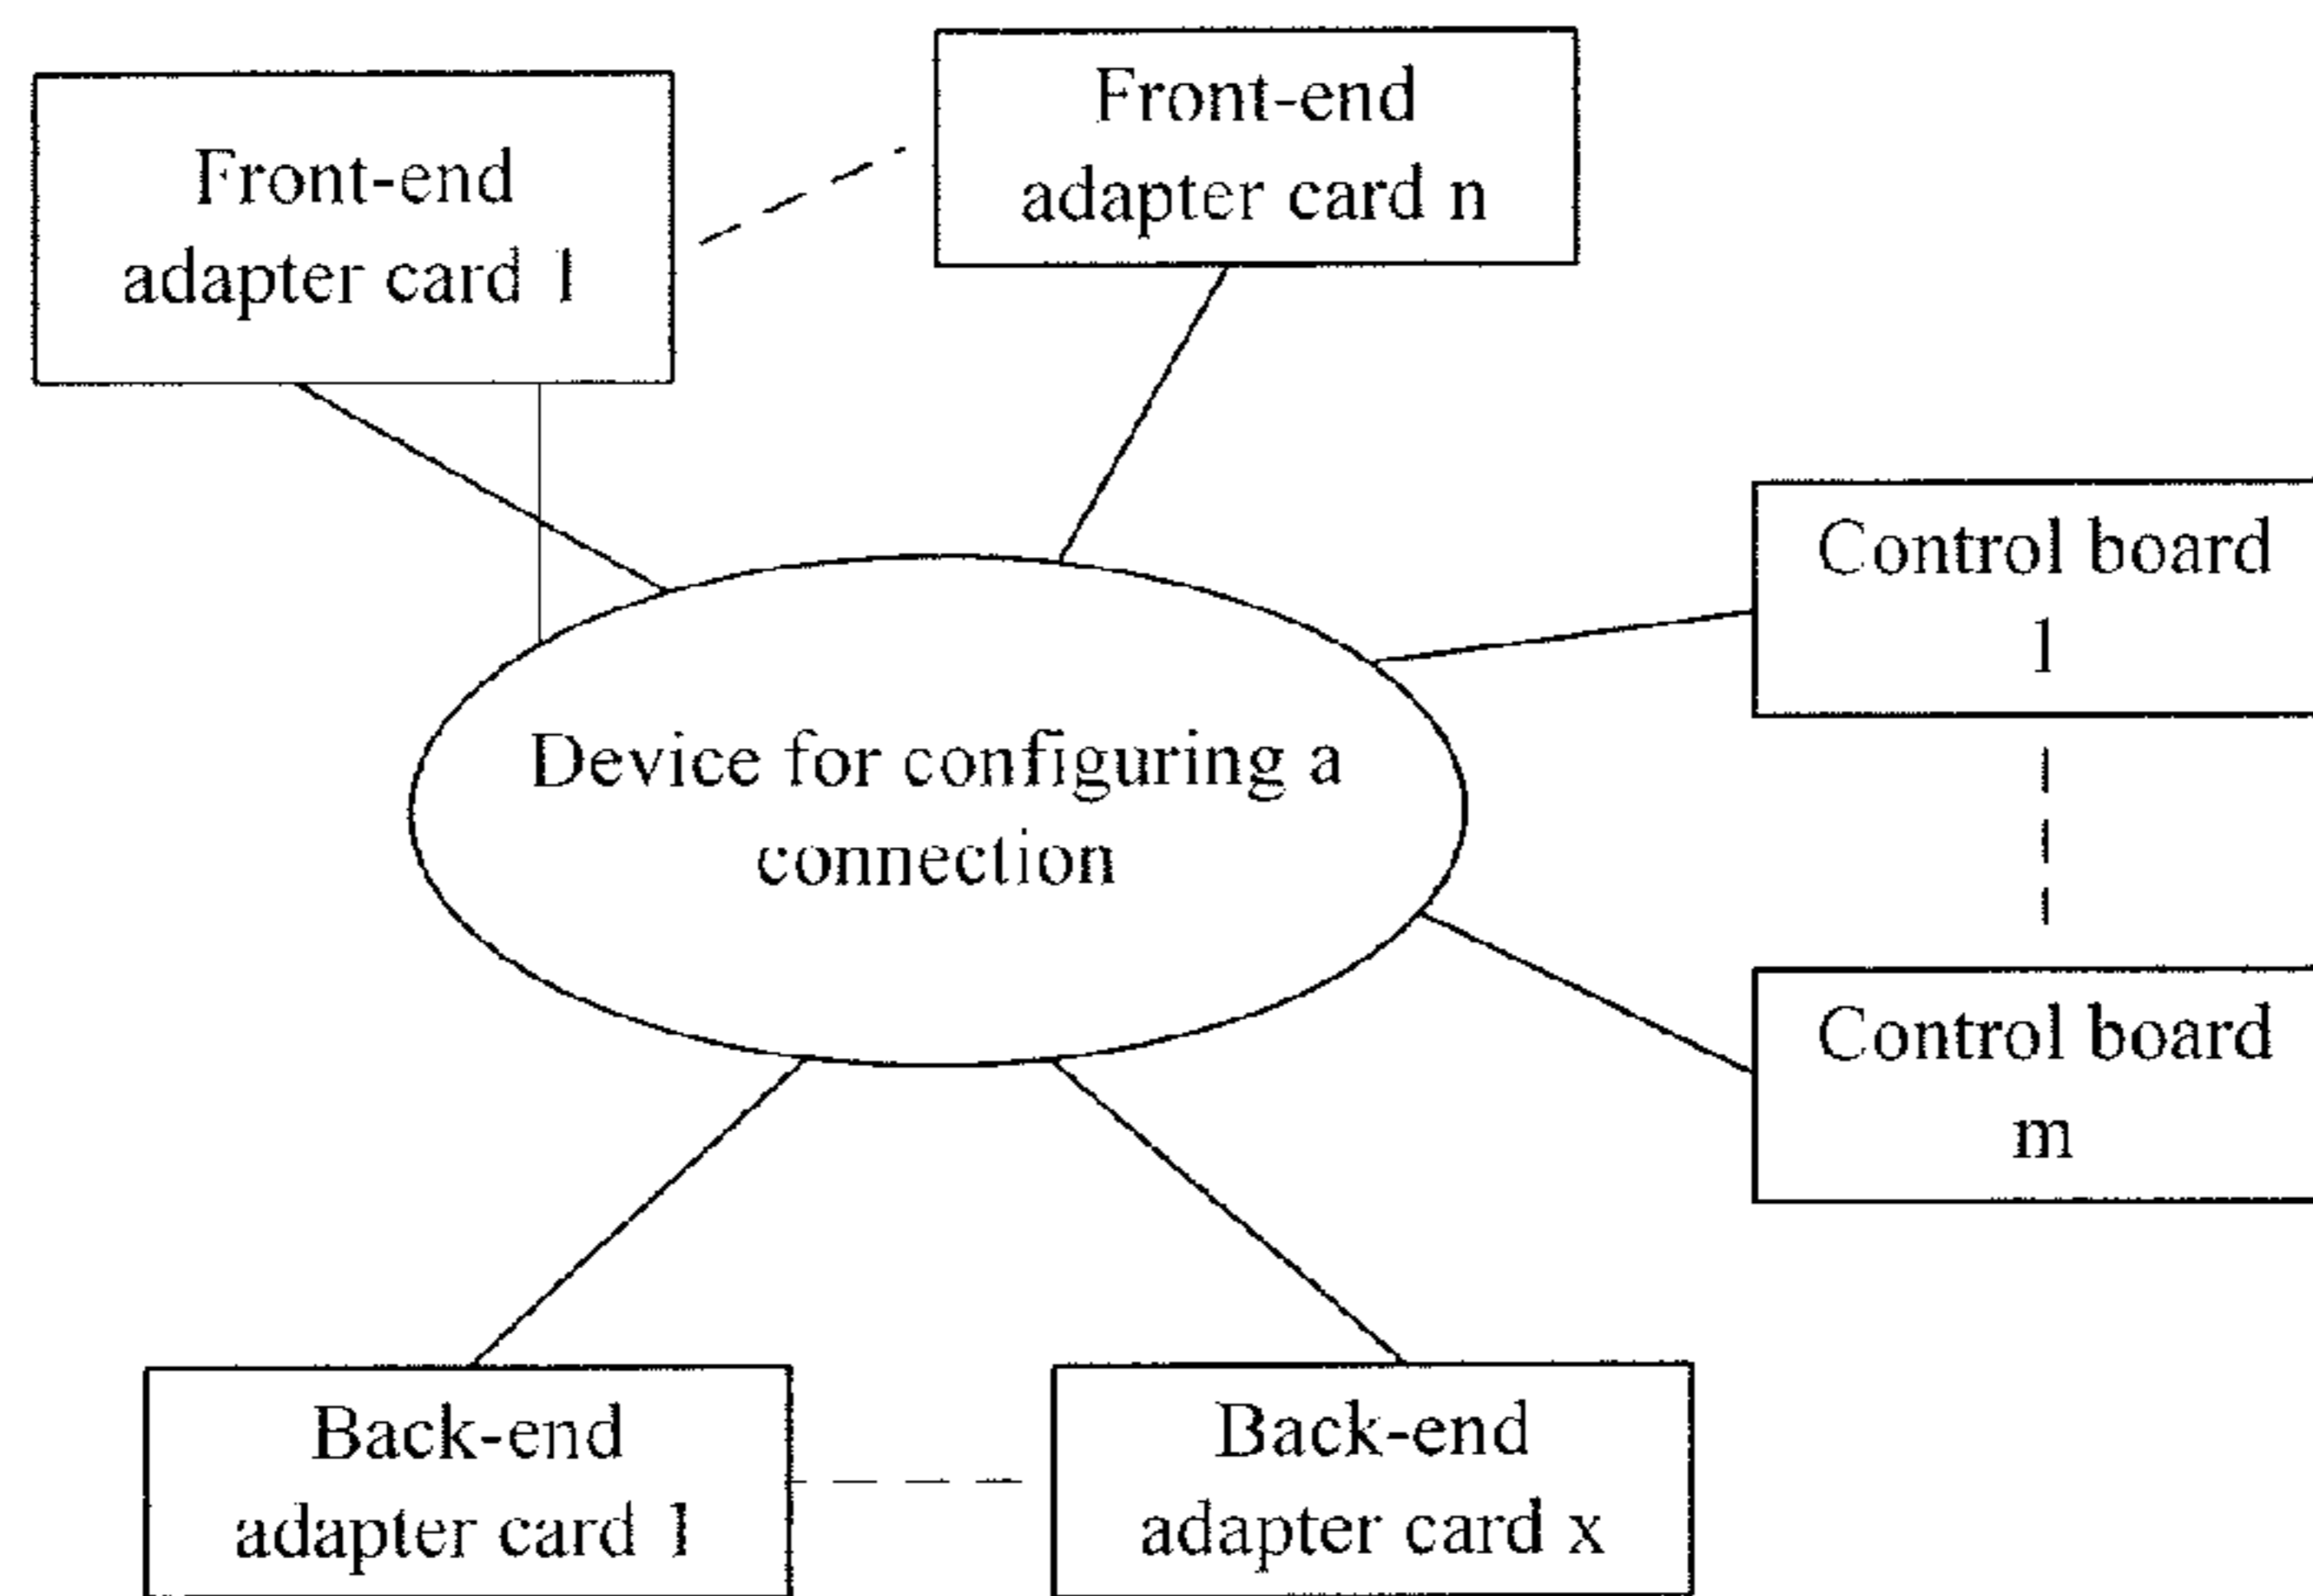 Front-end
adapter card 1
Front-end
adapter card n
Control board
1
Device for configuring a
connection
Control board
m
Back-end
adapter card 1
Back-end
adapter card x